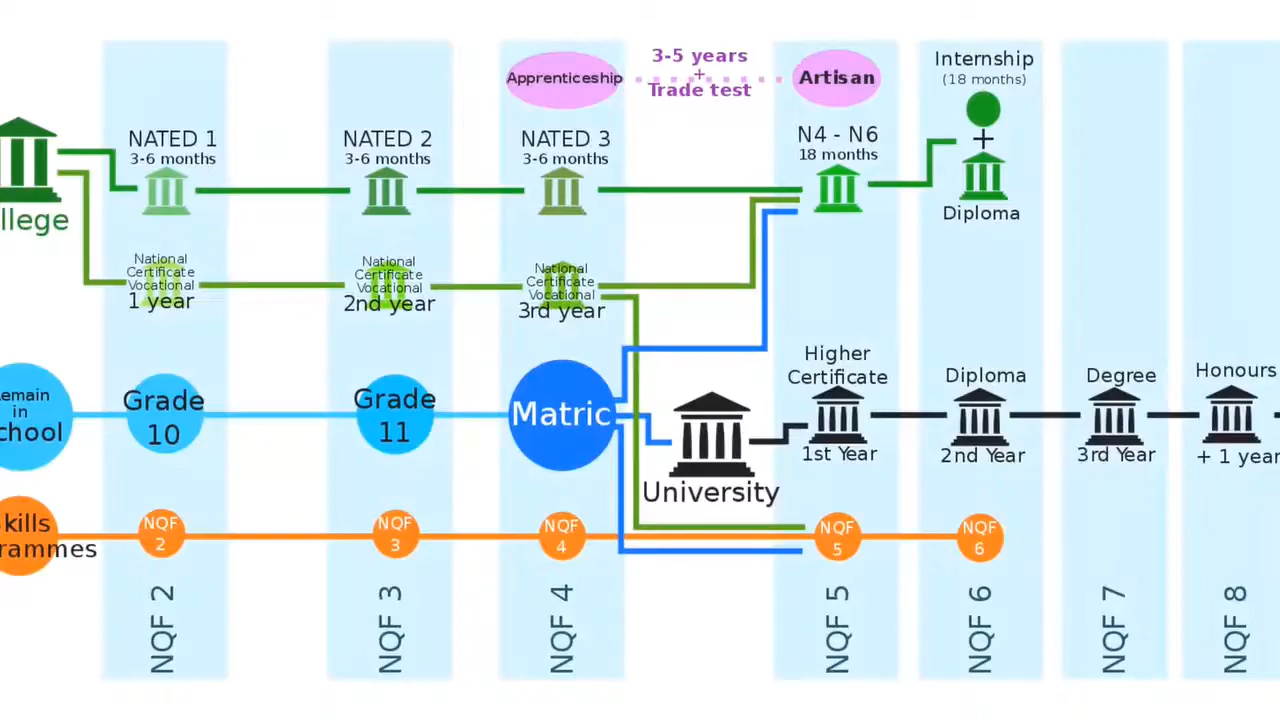 3-5 years
+
Trade test
Apprenticeship
Artisan
Internship
(18 months)
+
Diploma
NATED 1
3-6 months
NATED 2
3-6 months
NATED 3
3-6 months
N4 - N6
18 months
llege
National
Certificate
Vocational
1 year
National
Certificate
Vocational
2nd year
National
Certificate
Vocational
3rd year
emain
in
chool
Grade
10
Grade
11
Matric
University
Higher
Certificate
1st Year
Diploma
2nd Year
Degree
3rd Year
Honours
+ 1 year
kills
rammes
NQF
2
NQF
3
NQF
4
NQF
5
NQF
6
NQF 2
NQF 3
NQF 4
NQF 5
NQF 6
NQF 7
NQF 8